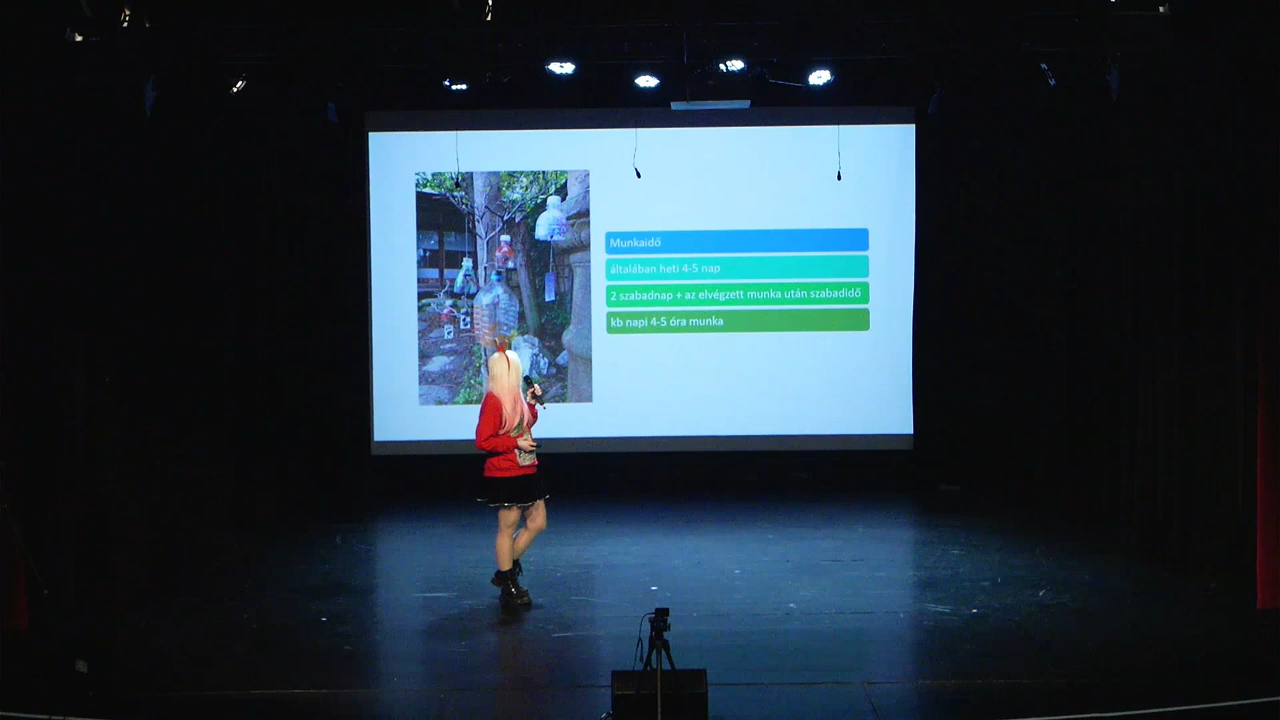 Munkaidő
általában heti 4-5 nap
2 szabadnap + az elvégzett munka után szabadidő
kb napi 4-5 óra munka